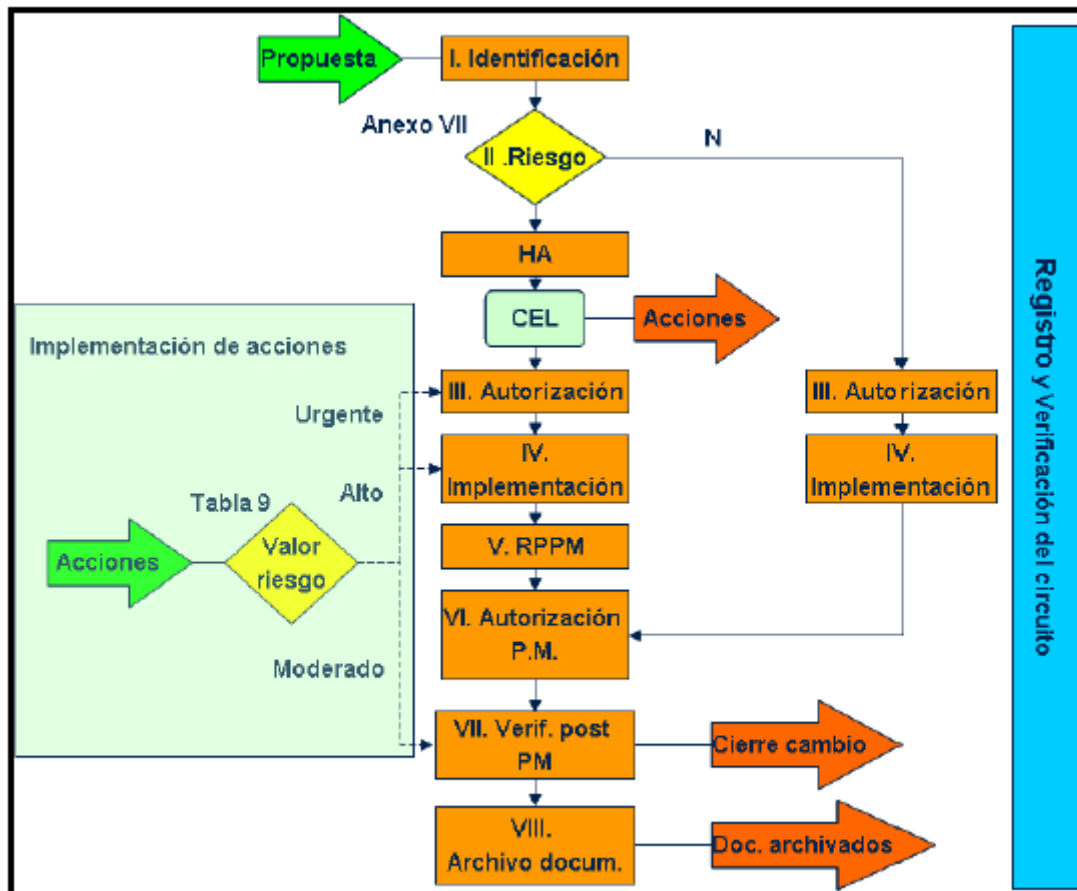 Propuesta
I. Identificación
Anexo VII
II .Riesgo
N
HA
CEL
Acciones
Implementación de acciones
Urgente
III. Autorización
III. Autorización
Alto
IV.
Implementación
IV.
Implementación
Tabla 9
Acciones
Valor
riesgo
V. RPPM
VI. Autorización
P.M.
Moderado
VII. Verif. post
PM
Cierre cambio
VIII.
Archivo docum.
Doc. archivados
Registro y Verificación del circuito